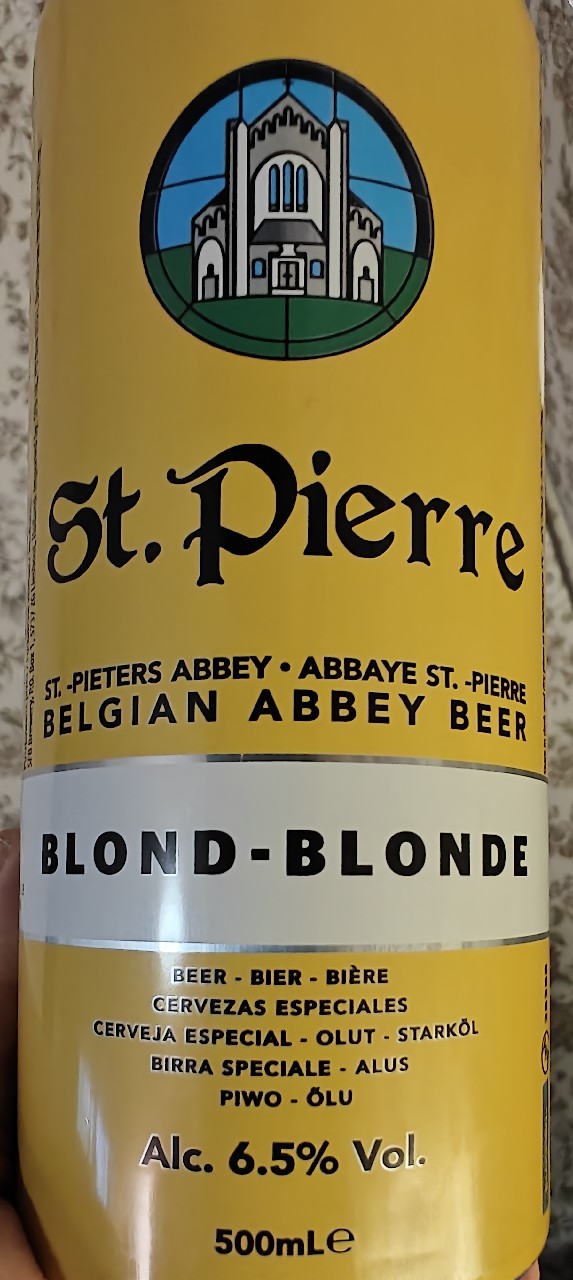 St. Pierre
ST. -PIETERS ABBEY • ABBAYE ST. -PIERRE
BELGIAN ABBEY BEER
BLOND-BLONDE
BEER - BIER - BIÈRE
CERVEZAS ESPECIALES
CERVEJA ESPECIAL - OLUT - STARKÖL
BIRRA SPECIALE - ALUS
PIWO - ÕLU
Alc. 6.5% Vol.
500mL℮